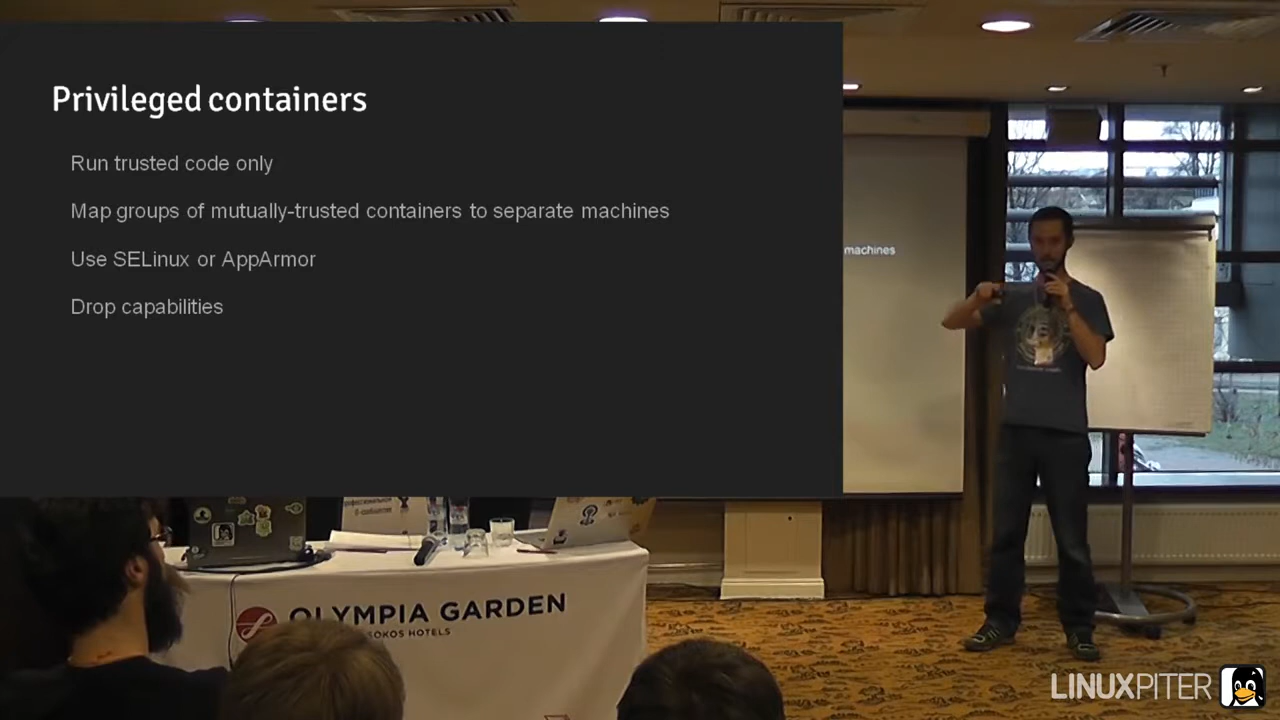 Privileged containers
Run trusted code only
Map groups of mutually-trusted containers to separate machines
Use SELinux or AppArmor
Drop capabilities
machines
OLYMPIA GARDEN
SOKOS HOTELS
LINUXPITER